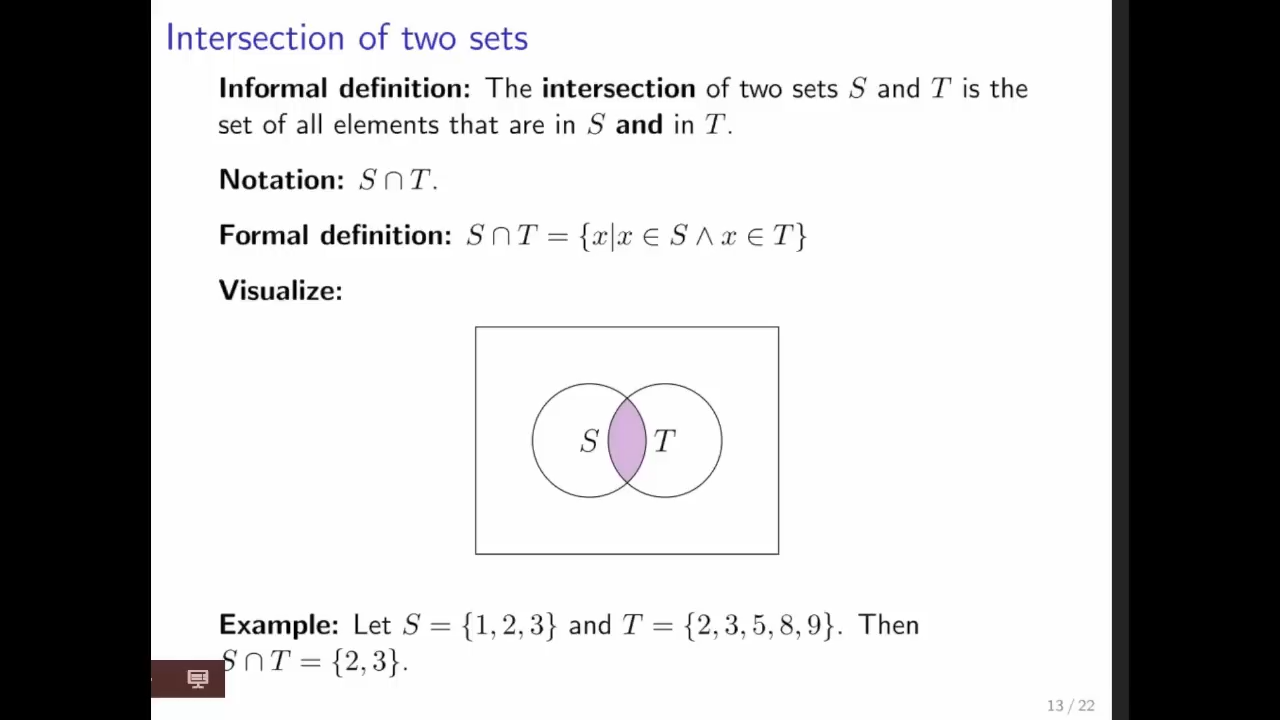 Intersection of two sets
Informal definition: The intersection of two sets S and T is the
set of all elements that are in S and in T.
Notation: S ∩ T.
Formal definition: S ∩ T = {x|x ∈ S ∧ x ∈ T}
Visualize:
S T
Example: Let S = {1, 2, 3} and T = {2, 3, 5, 8, 9}. Then
S ∩ T = {2, 3}.
13 / 22